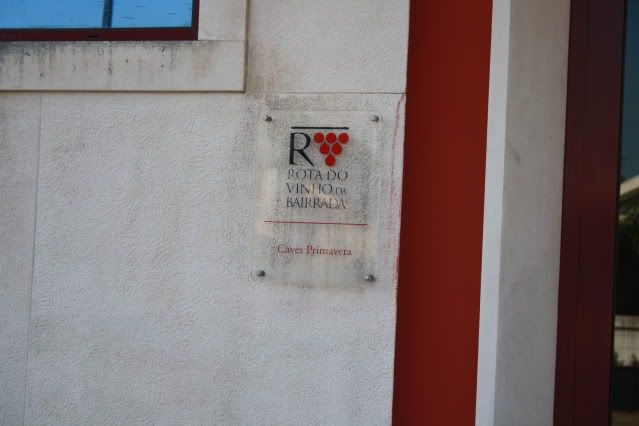 R
ROTA DO
VINHO DA
BAIRRADA
Caves Primavera